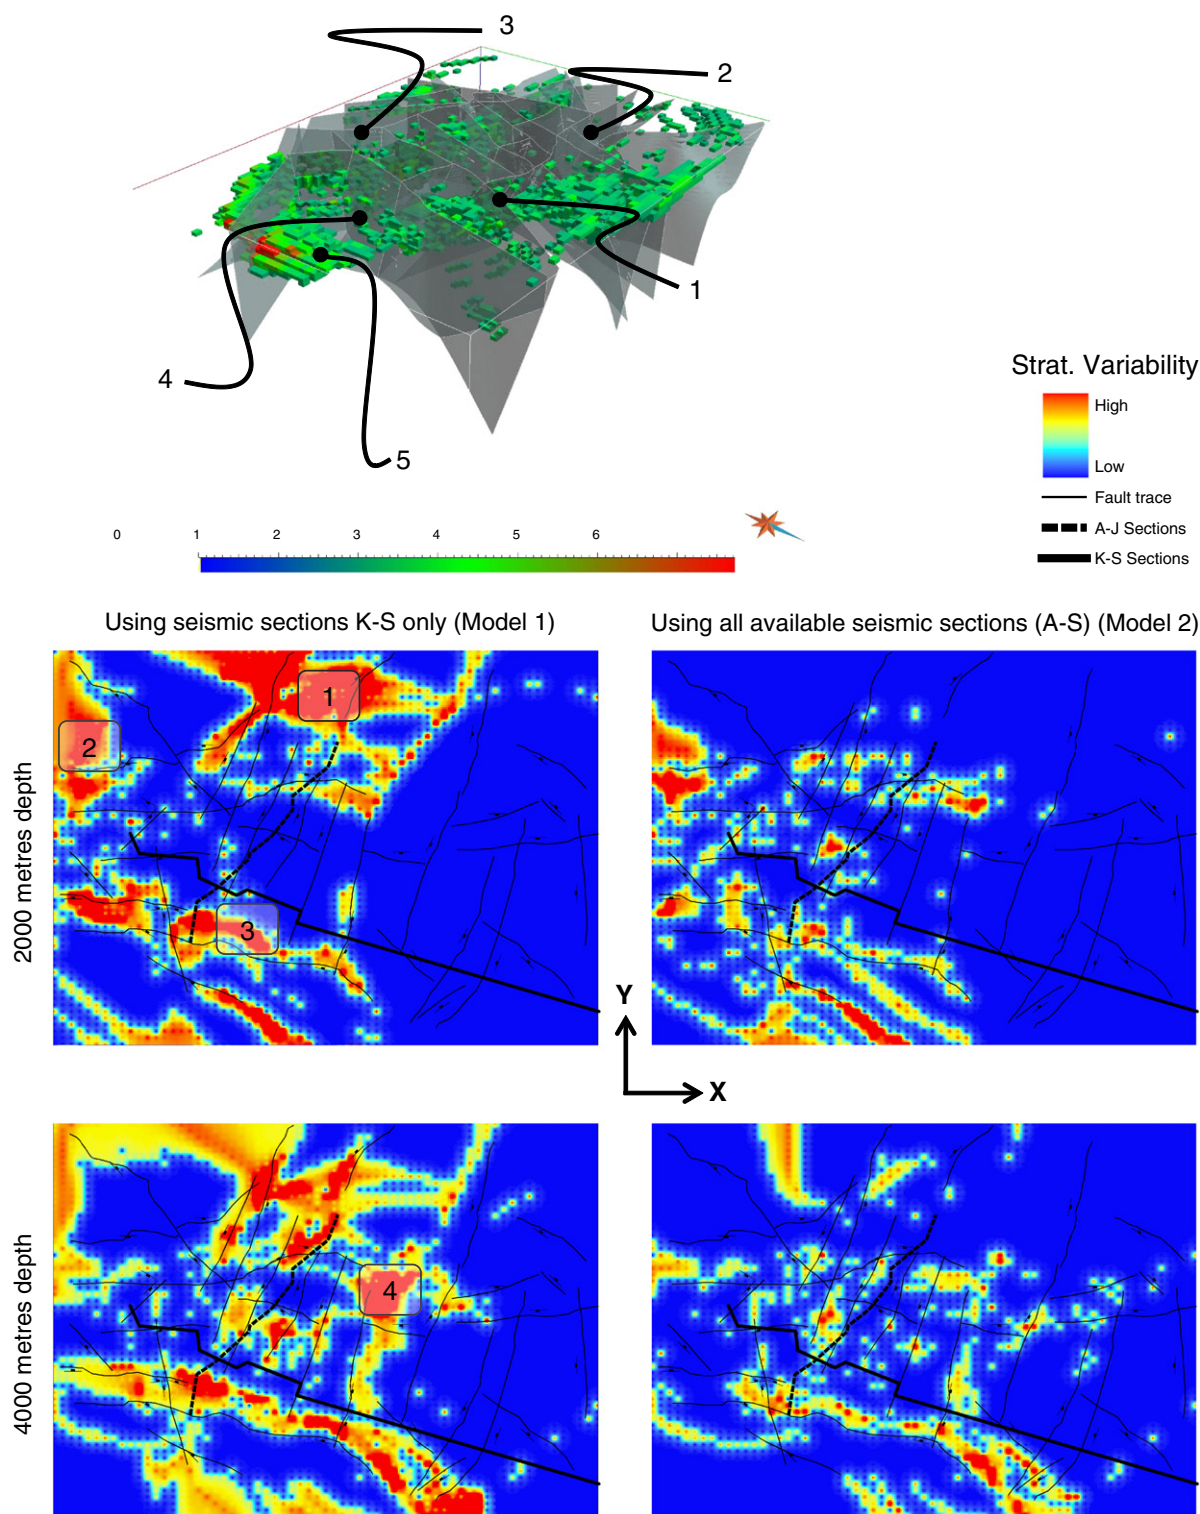 3
2
1
4
5
Strat. Variability
High
Low
Fault trace
A-J Sections
K-S Sections
0 1 2 3 4 5 6
Using seismic sections K-S only (Model 1)
Using all available seismic sections (A-S) (Model 2)
2000 metres depth
1
2
3
Y
X
4000 metres depth
4